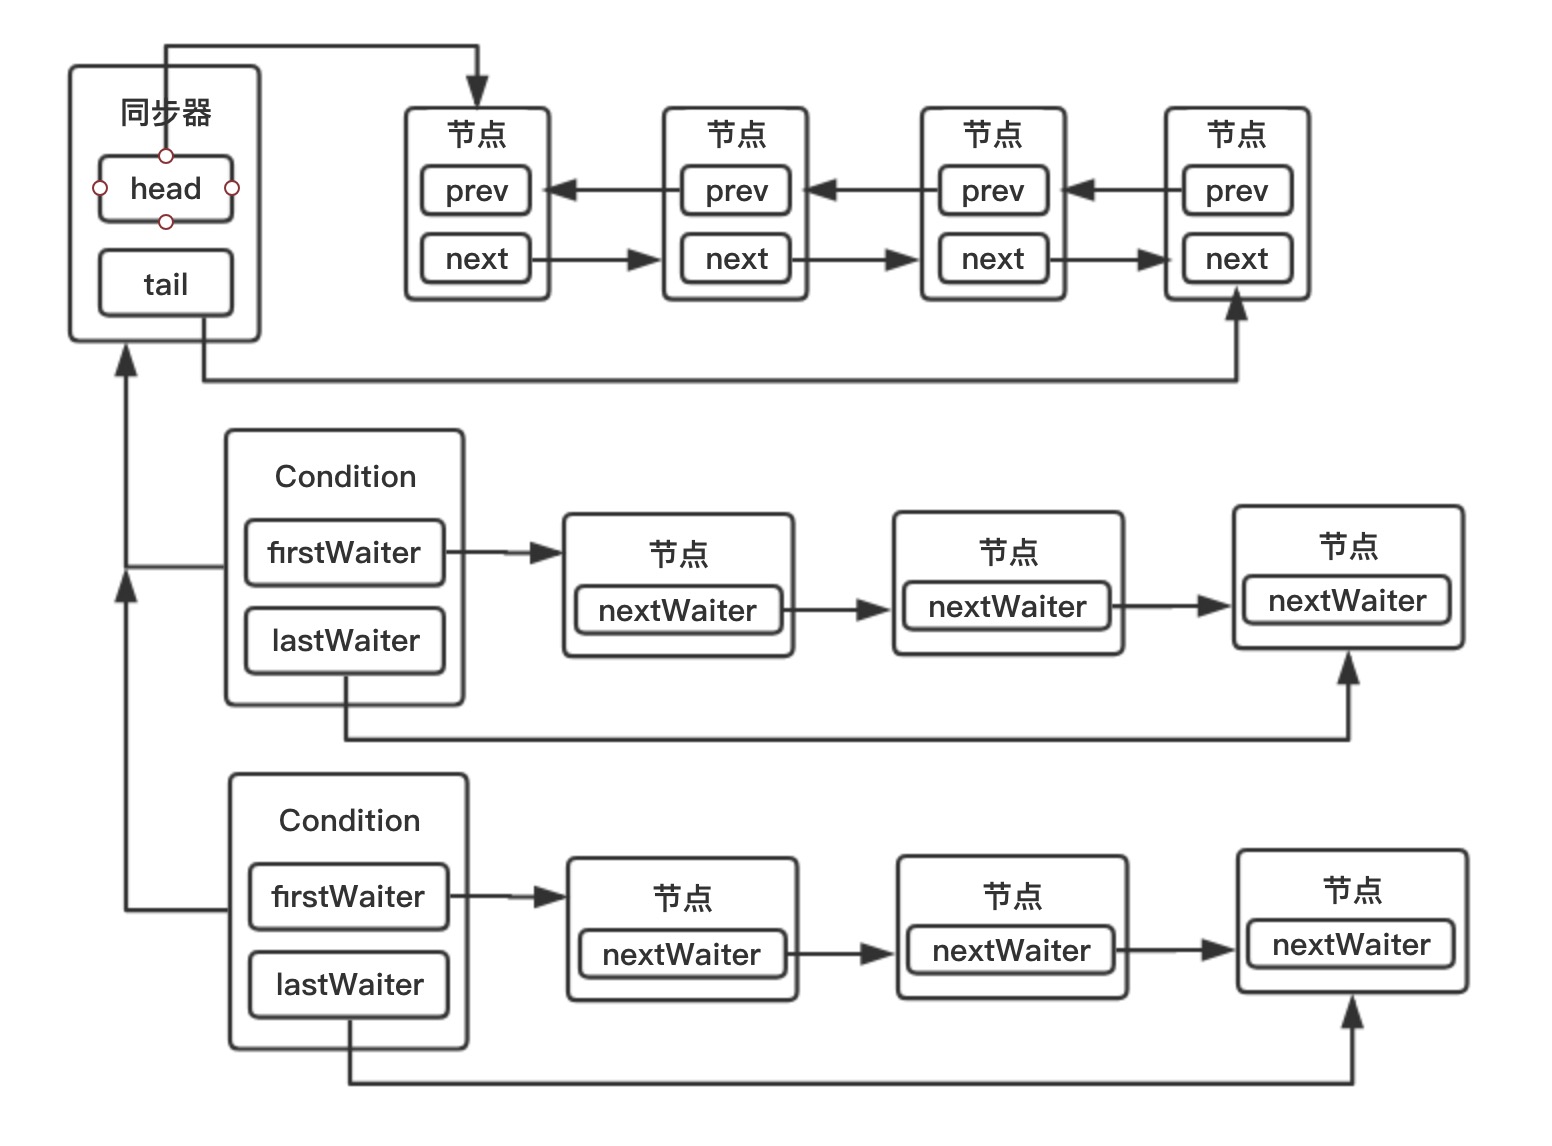 同步器
head
tail
节点
prev
next
节点
prev
next
节点
prev
next
节点
prev
next
Condition
firstWaiter
lastWaiter
节点
nextWaiter
节点
nextWaiter
节点
nextWaiter
Condition
firstWaiter
lastWaiter
节点
nextWaiter
节点
nextWaiter
节点
nextWaiter